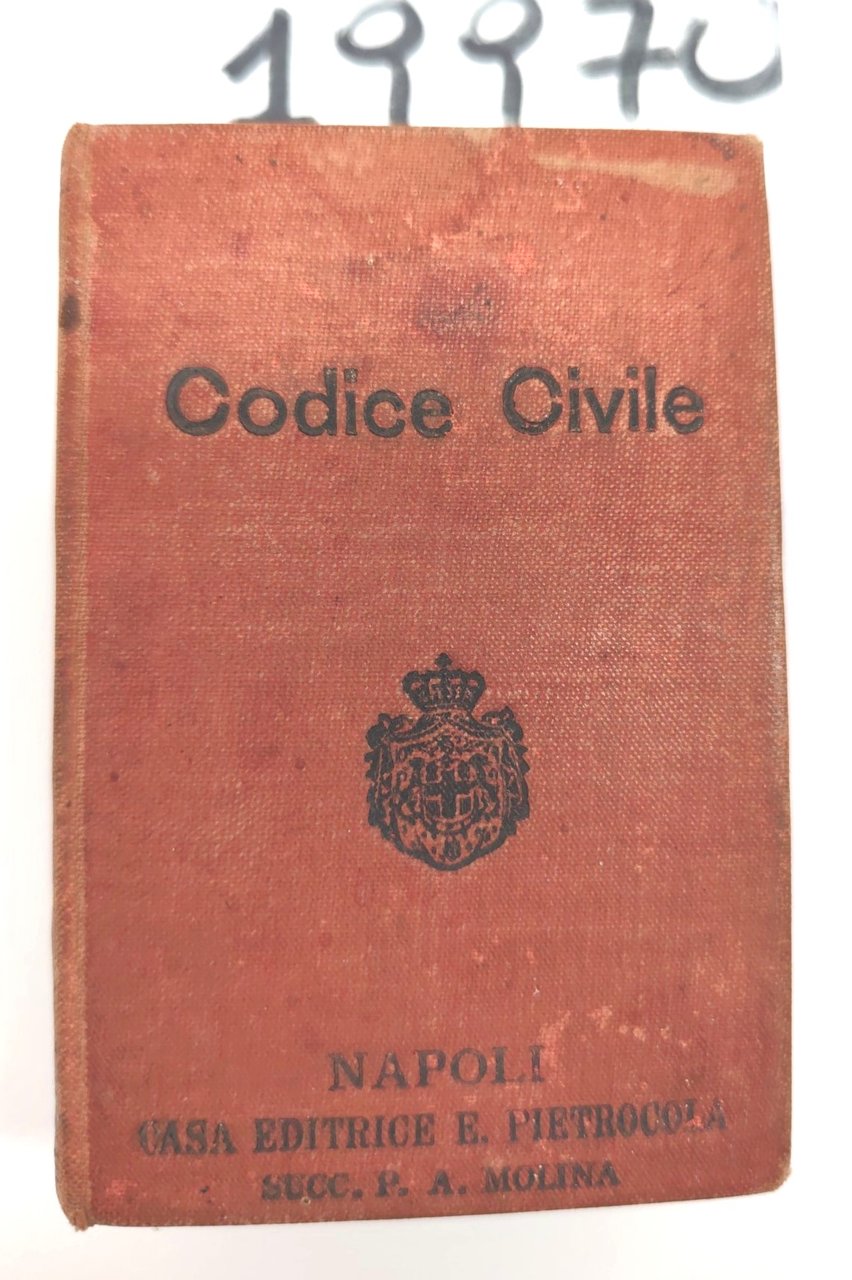 19970
Codice Civile
NAPOLI
CASA EDITRICE E. PIETROCOLA
SUCC. P. A. MOLINA